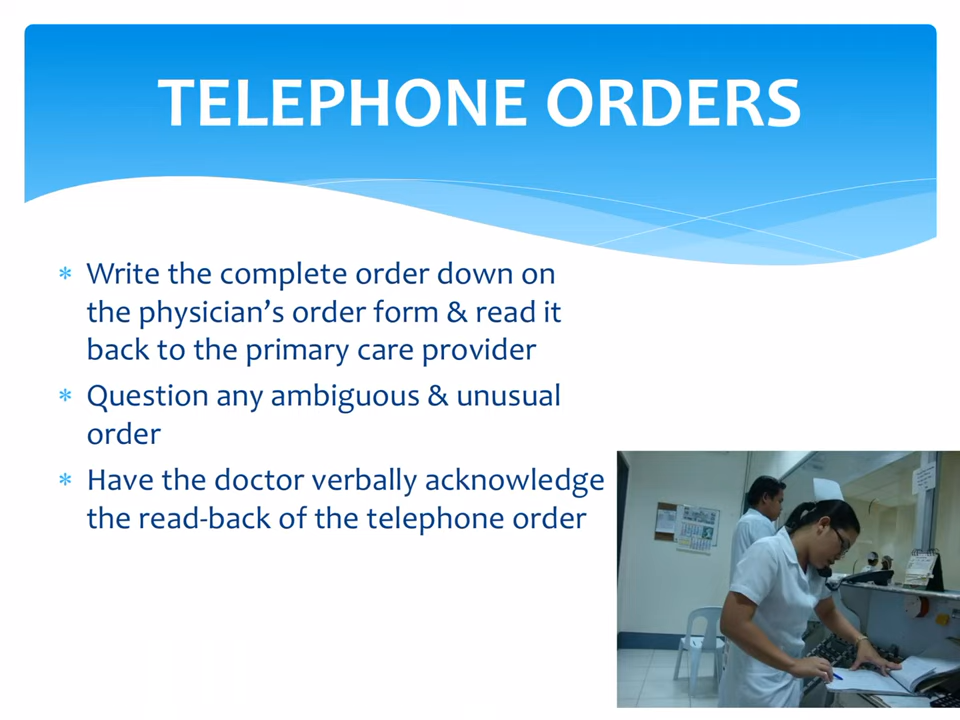 TELEPHONE ORDERS
* Write the complete order down on
the physician’s order form & read it
back to the primary care provider
* Question any ambiguous & unusual
order
* Have the doctor verbally acknowledge
the read-back of the telephone order